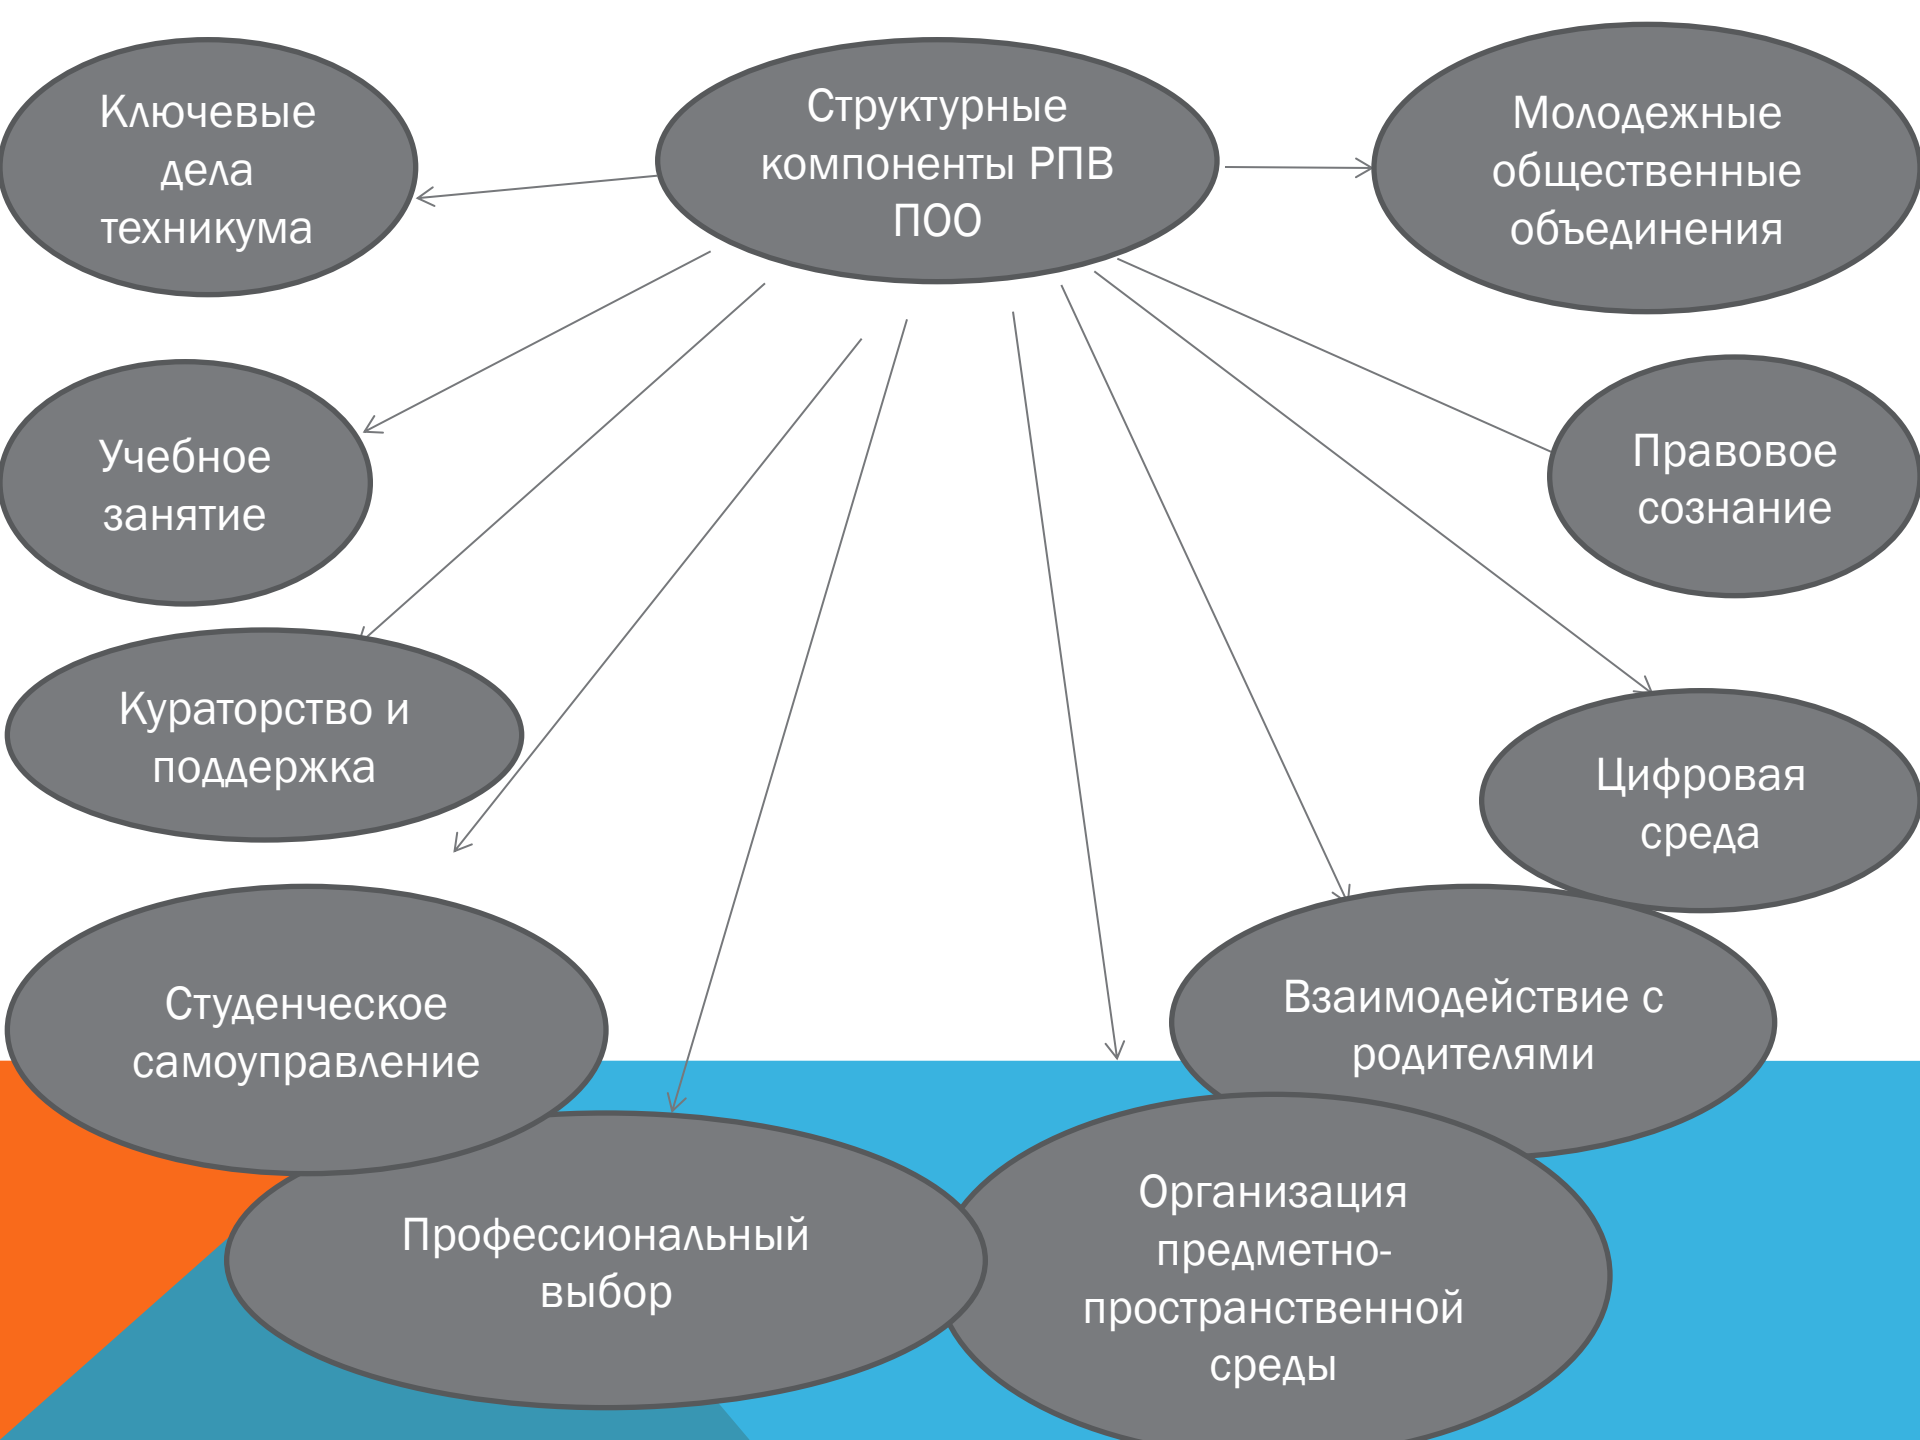 Ключевые
дела
техникума
Структурные
компоненты РПВ
ПОО
Молодежные
общественные
объединения
Учебное
занятие
Правовое
сознание
Кураторство и
поддержка
Цифровая
среда
Студенческое
самоуправление
Взаимодействие с
родителями
Профессиональный
выбор
Организация
предметно-
пространственной
среды